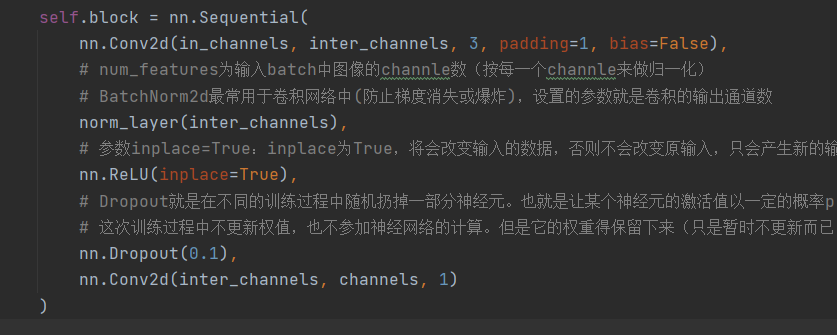 self.block = nn.Sequential(
nn.Conv2d(in_channels, inter_channels, 3, padding=1, bias=False),
# num_features为输入batch中图像的channle数（按每一个channle来做归一化）
# BatchNorm2d最常用于卷积网络中(防止梯度消失或爆炸)，设置的参数就是卷积的输出通道数
norm_layer(inter_channels),
# 参数inplace=True：inplace为True，将会改变输入的数据，否则不会改变原输入，只会产生新的输
nn.ReLU(inplace=True),
# Dropout就是在不同的训练过程中随机扔掉一部分神经元。也就是让某个神经元的激活值以一定的概率p
# 这次训练过程中不更新权值，也不参加神经网络的计算。但是它的权重得保留下来（只是暂时不更新而已
nn.Dropout(0.1),
nn.Conv2d(inter_channels, channels, 1)
)